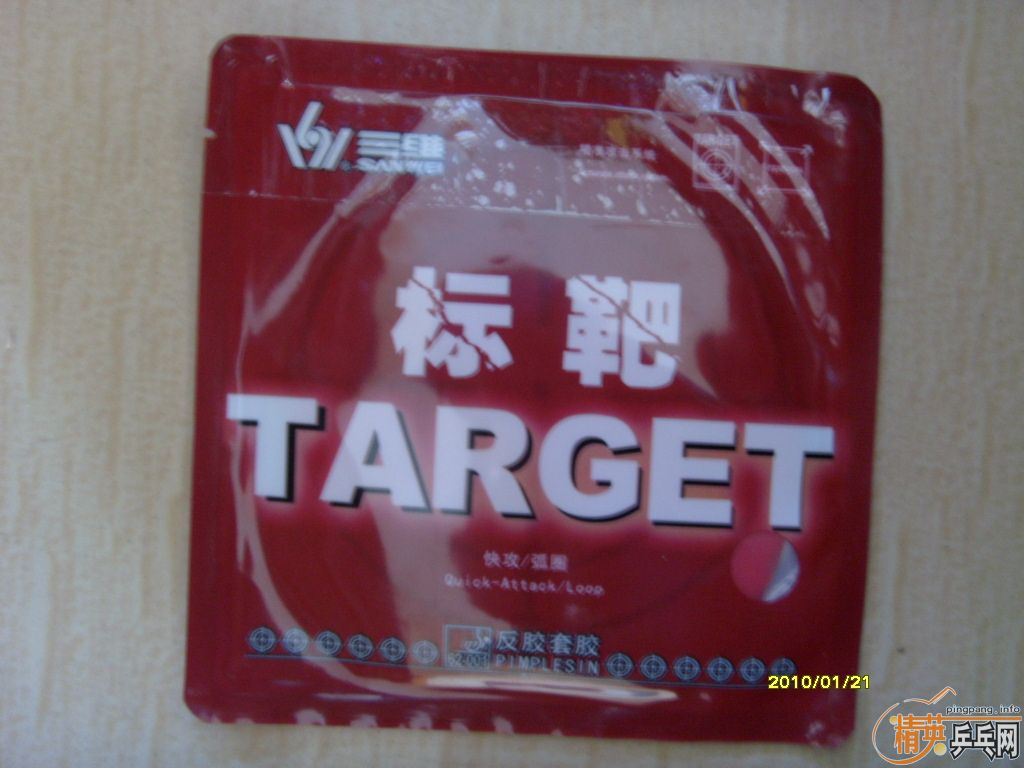 三维
SANWEI
标靶
TARGET
快攻/弧圈
Quick-Attack/Loop
反胶套胶
PIMPLESIN
2010/01/21
pingpang.info
精英乒乓网